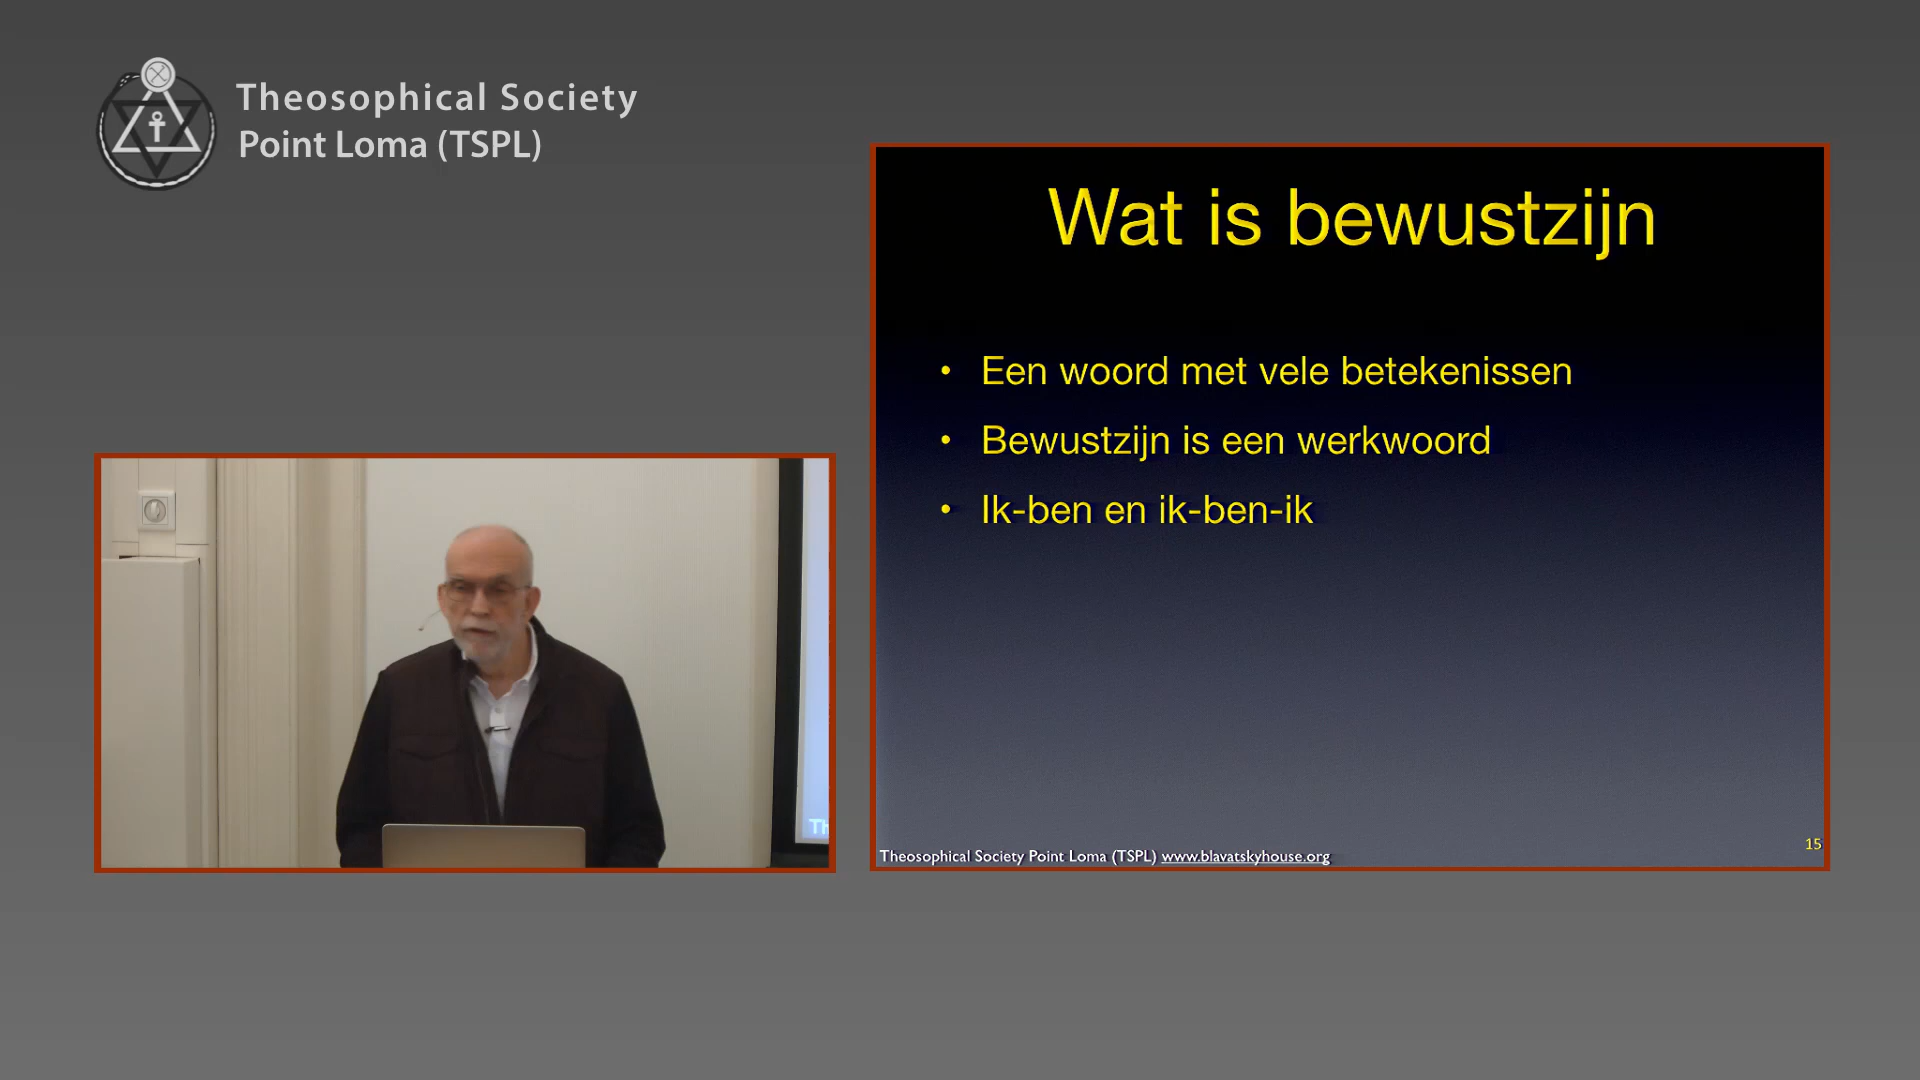 Theosophical Society
Point Loma (TSPL)
Wat is bewustzijn
• Een woord met vele betekenissen
• Bewustzijn is een werkwoord
• Ik-ben en ik-ben-ik
Th
Theosophical Society Point Loma (TSPL) www.blavatskyhouse.org
15